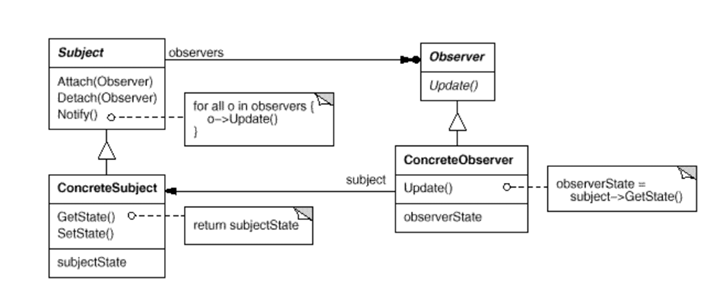 Subject
observers
Observer
Attach(Observer)
Detach(Observer)
Notify()
for all o in observers {
o->Update()
}
Update()
ConcreteSubject
GetState()
SetState()
subjectState
return subjectState
subject
ConcreteObserver
Update()
observerState
observerState =
subject->GetState()